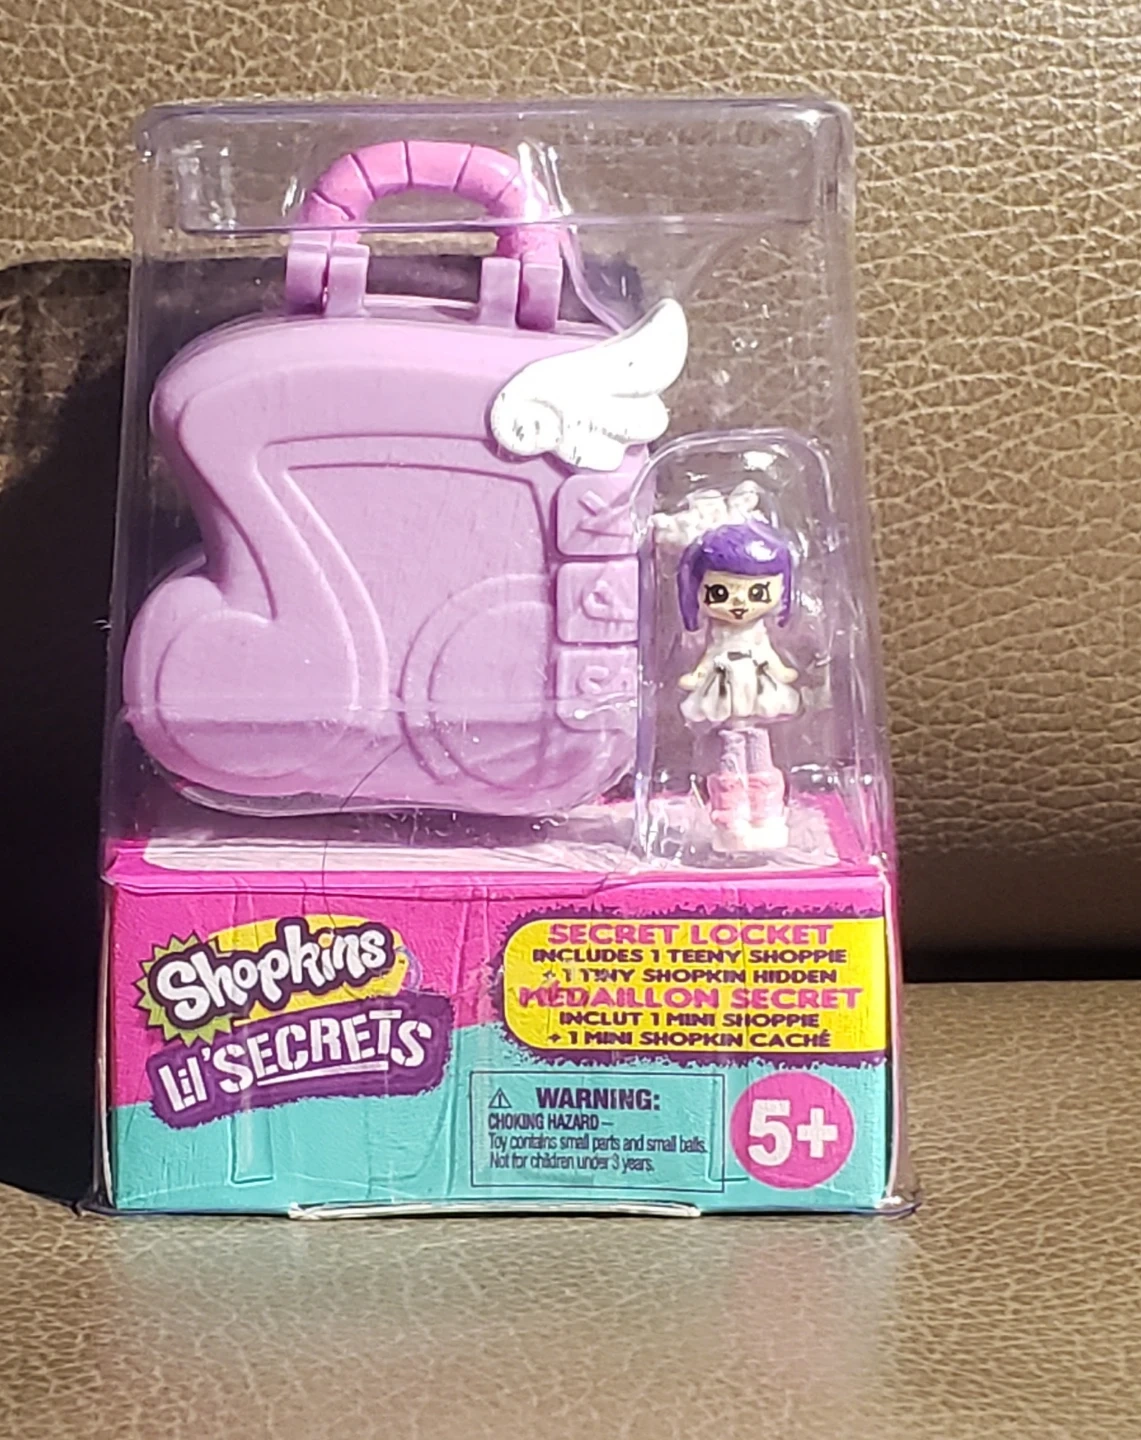 Shopkins
Lil' SECRETS
SECRET LOCKET
INCLUDES 1 TEENY SHOPPIE
+ 1 TINY SHOPKIN HIDDEN
MÉDAILLON SECRET
INCLUT 1 MINI SHOPPIE
+ 1 MINI SHOPKIN CACHÉ
WARNING:
CHOKING HAZARD —
Toy contains small parts and small balls.
Not for children under 3 years.
5+